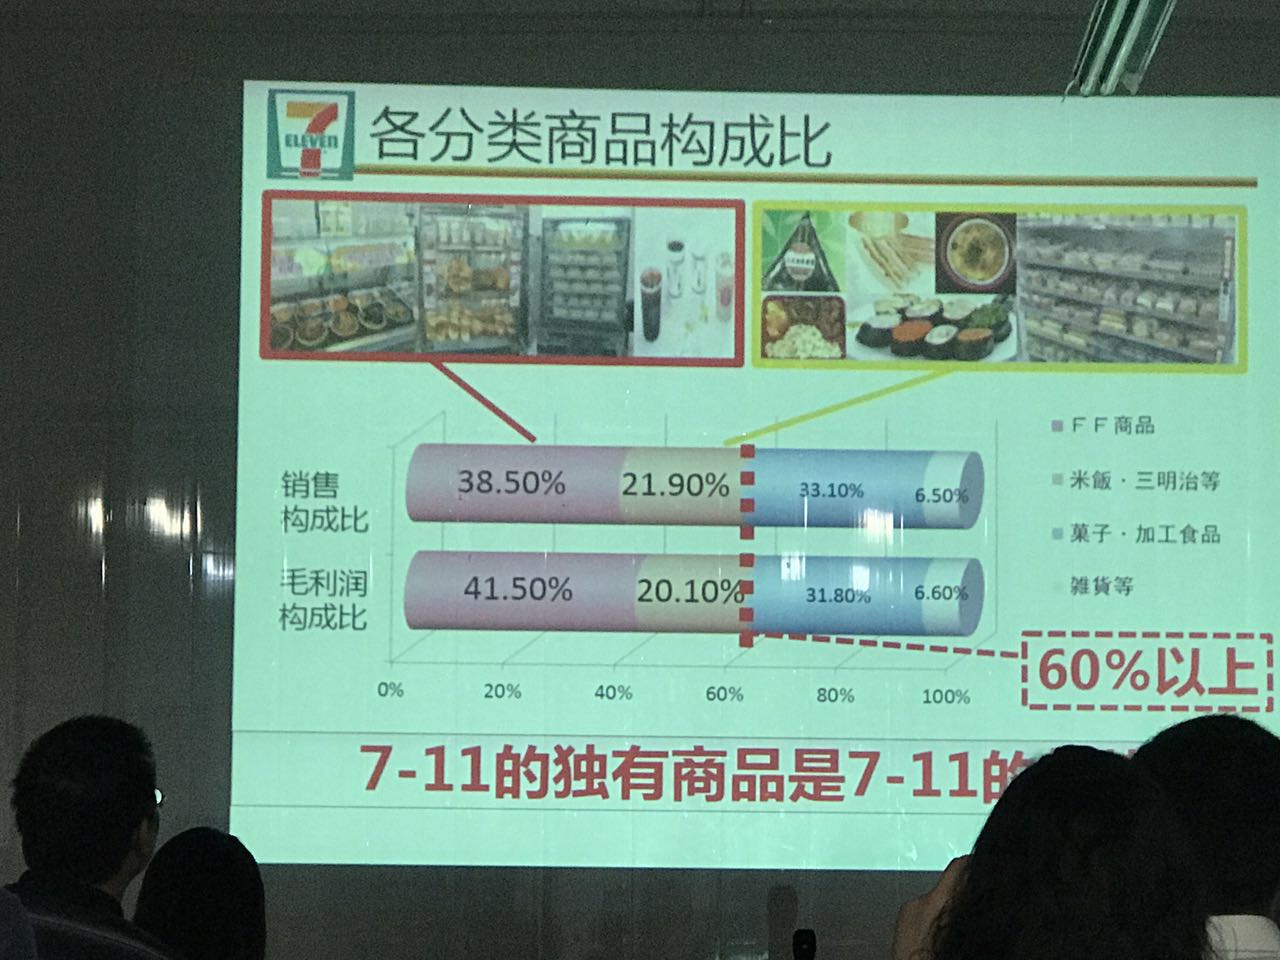 7
ELEVEN
各分类商品构成比
销售
构成比
38.50%
21.90%
33.10%
6.50%
毛利润
构成比
41.50%
20.10%
31.80%
6.60%
ＦＦ商品
米飯・三明治等
菓子・加工食品
雑貨等
60%以上
0%
20%
40%
60%
80%
100%
7-11的独有商品是7-11的